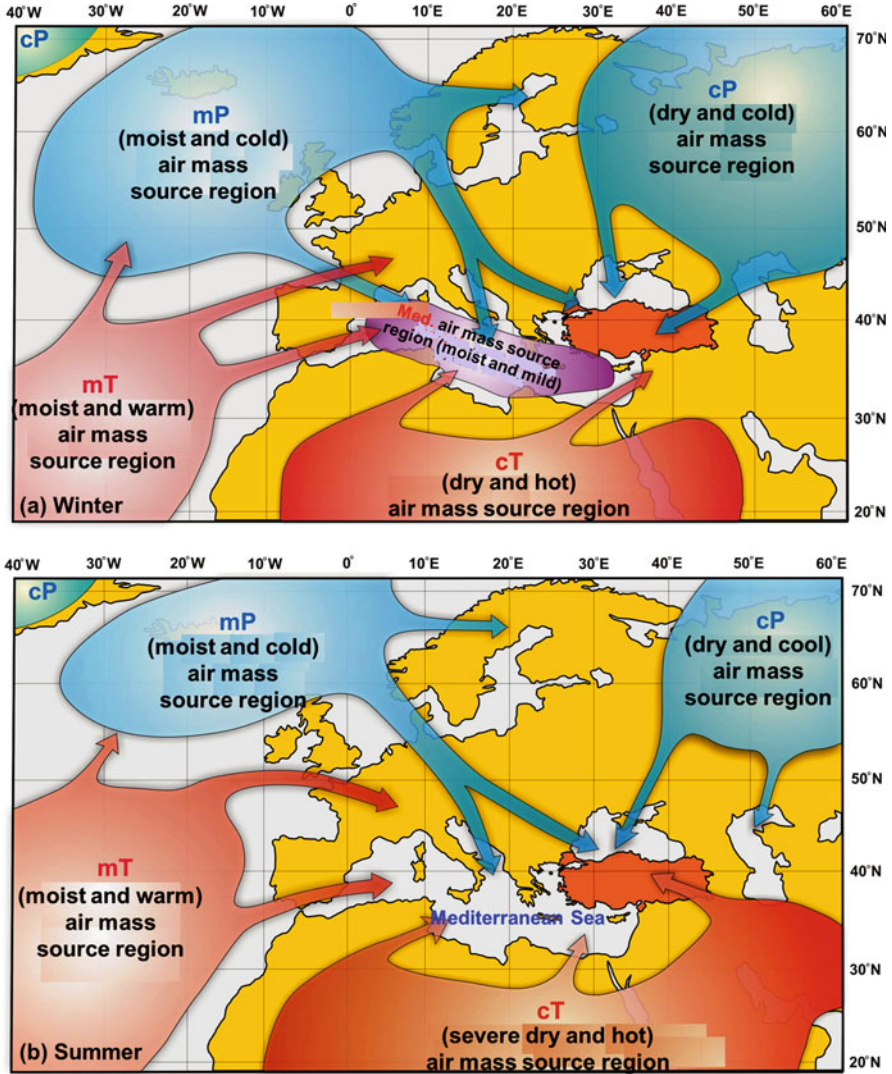 40°W 30°W 20°W 10°W 0° 10°E 20°E 30°E 40°E 50°E 60°E
cP
70°N
mP
(moist and cold)
air mass
source region
cP
(dry and cold)
air mass
source region
60°N
50°N
Med. air mass source
region (moist and mild)
40°N
mT
(moist and warm)
air mass
source region
30°N
cT
(dry and hot)
air mass source region
(a) Winter
20°N
40°W 30°W 10°W 0° 10°E 20°E 30°E 40°E 50°E 60°E
cP
70°N
mP
(moist and cold)
air mass
source region
cP
(dry and cool)
air mass
source region
60°N
50°N
mT
(moist and warm)
air mass
source region
40°N
Mediterranean Sea
30°N
cT
(severe dry and hot)
air mass source region
(b) Summer
20°N